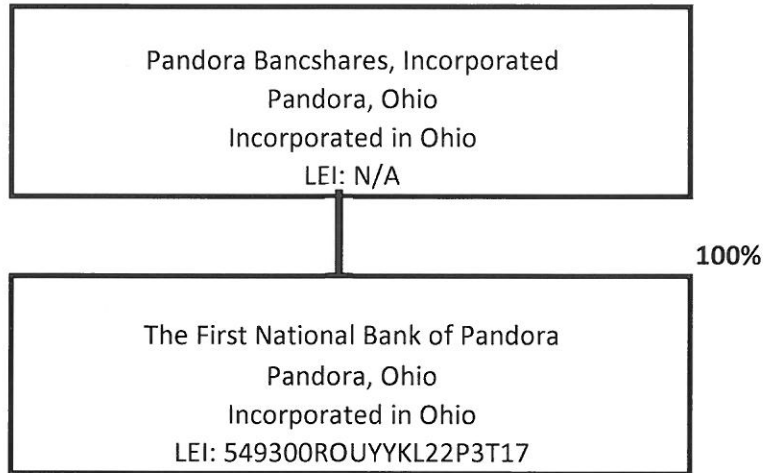 Pandora Bancshares, Incorporated
Pandora, Ohio
Incorporated in Ohio
LEI: N/A
100%
The First National Bank of Pandora
Pandora, Ohio
Incorporated in Ohio
LEI: 549300ROUYYKL22P3T17